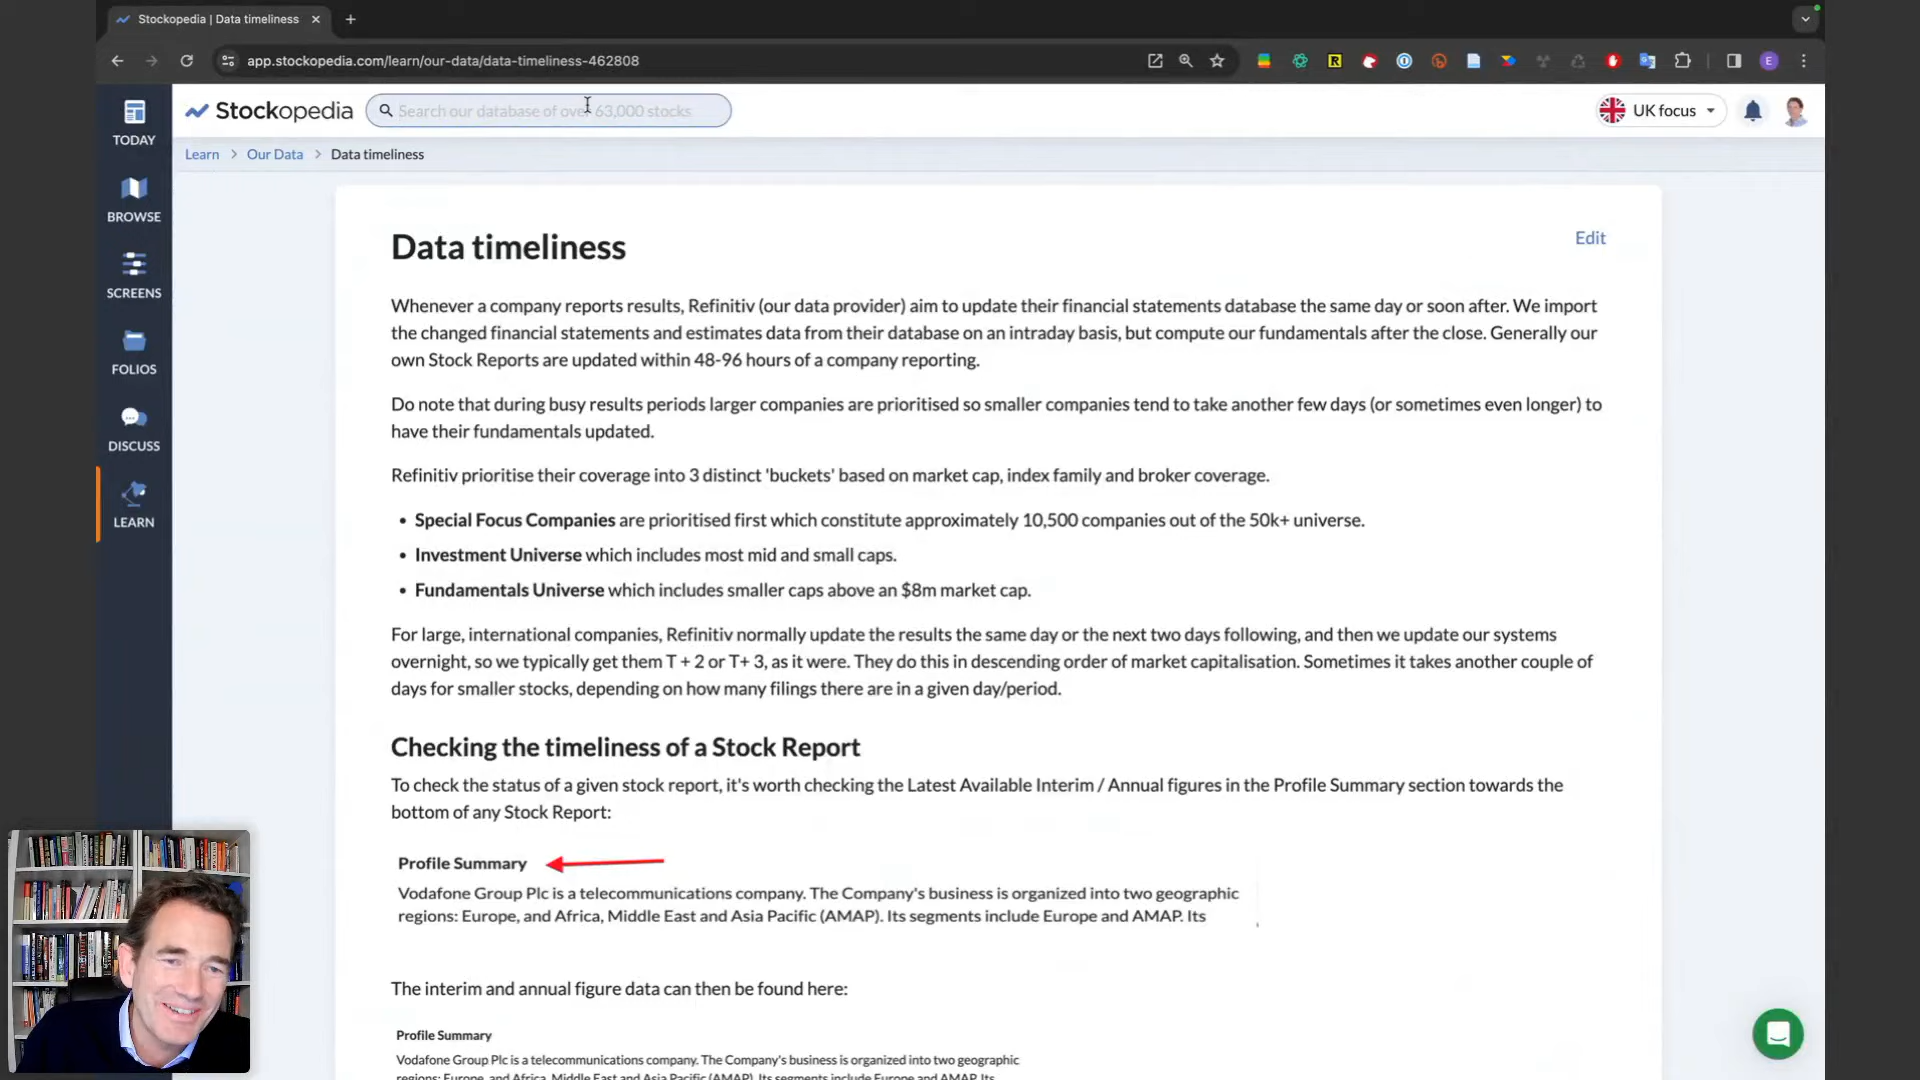 Stockopedia | Data timeliness
app.stockopedia.com/learn/our-data/data-timeliness-462808
E
Stockopedia
Search our database of over 63,000 stocks
UK focus
TODAY
BROWSE
SCREENS
FOLIOS
DISCUSS
LEARN
Learn > Our Data > Data timeliness
Data timeliness
Edit
Whenever a company reports results, Refinitiv (our data provider) aim to update their financial statements database the same day or soon after. We import
the changed financial statements and estimates data from their database on an intraday basis, but compute our fundamentals after the close. Generally our
own Stock Reports are updated within 48-96 hours of a company reporting.
Do note that during busy results periods larger companies are prioritised so smaller companies tend to take another few days (or sometimes even longer) to
have their fundamentals updated.
Refinitiv prioritise their coverage into 3 distinct 'buckets' based on market cap, index family and broker coverage.
• Special Focus Companies are prioritised first which constitute approximately 10,500 companies out of the 50k+ universe.
• Investment Universe which includes most mid and small caps.
• Fundamentals Universe which includes smaller caps above an $8m market cap.
For large, international companies, Refinitiv normally update the results the same day or the next two days following, and then we update our systems
overnight, so we typically get them T + 2 or T+ 3, as it were. They do this in descending order of market capitalisation. Sometimes it takes another couple of
days for smaller stocks, depending on how many filings there are in a given day/period.
Checking the timeliness of a Stock Report
To check the status of a given stock report, it's worth checking the Latest Available Interim / Annual figures in the Profile Summary section towards the
bottom of any Stock Report:
Profile Summary
Vodafone Group Plc is a telecommunications company. The Company's business is organized into two geographic
regions: Europe, and Africa, Middle East and Asia Pacific (AMAP). Its segments include Europe and AMAP. Its
The interim and annual figure data can then be found here:
Profile Summary
Vodafone Group Plc is a telecommunications company. The Company's business is organized into two geographic
regions: Europe, and Africa, Middle East and Asia Pacific (AMAP). Its segments include Europe and AMAP. Its